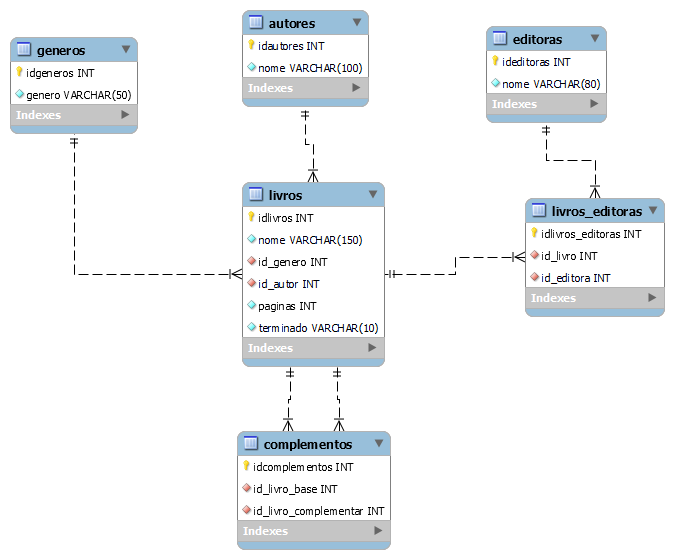 generos
idgeneros INT
genero VARCHAR(50)
Indexes
autores
idautores INT
nome VARCHAR(100)
Indexes
editoras
ideditoras INT
nome VARCHAR(80)
Indexes
livros
idlivros INT
nome VARCHAR(150)
id_genero INT
id_autor INT
paginas INT
terminado VARCHAR(10)
Indexes
livros_editoras
idlivros_editoras INT
id_livro INT
id_editora INT
Indexes
complementos
idcomplementos INT
id_livro_base INT
id_livro_complementar INT
Indexes